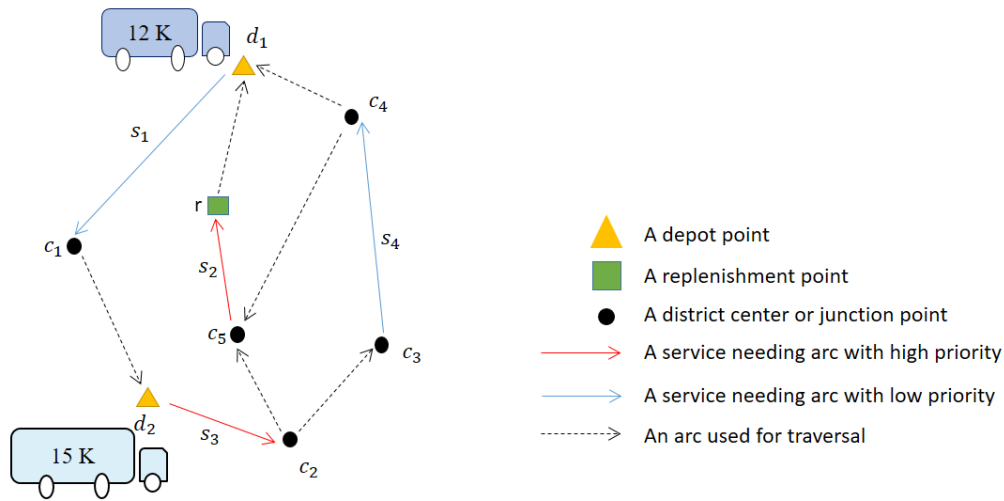 12 K
d₁
c₄
s₁
r
c₁
s₂
s₄
c₅
c₃
d₂
s₃
c₂
15 K
A depot point
A replenishment point
A district center or junction point
A service needing arc with high priority
A service needing arc with low priority
An arc used for traversal